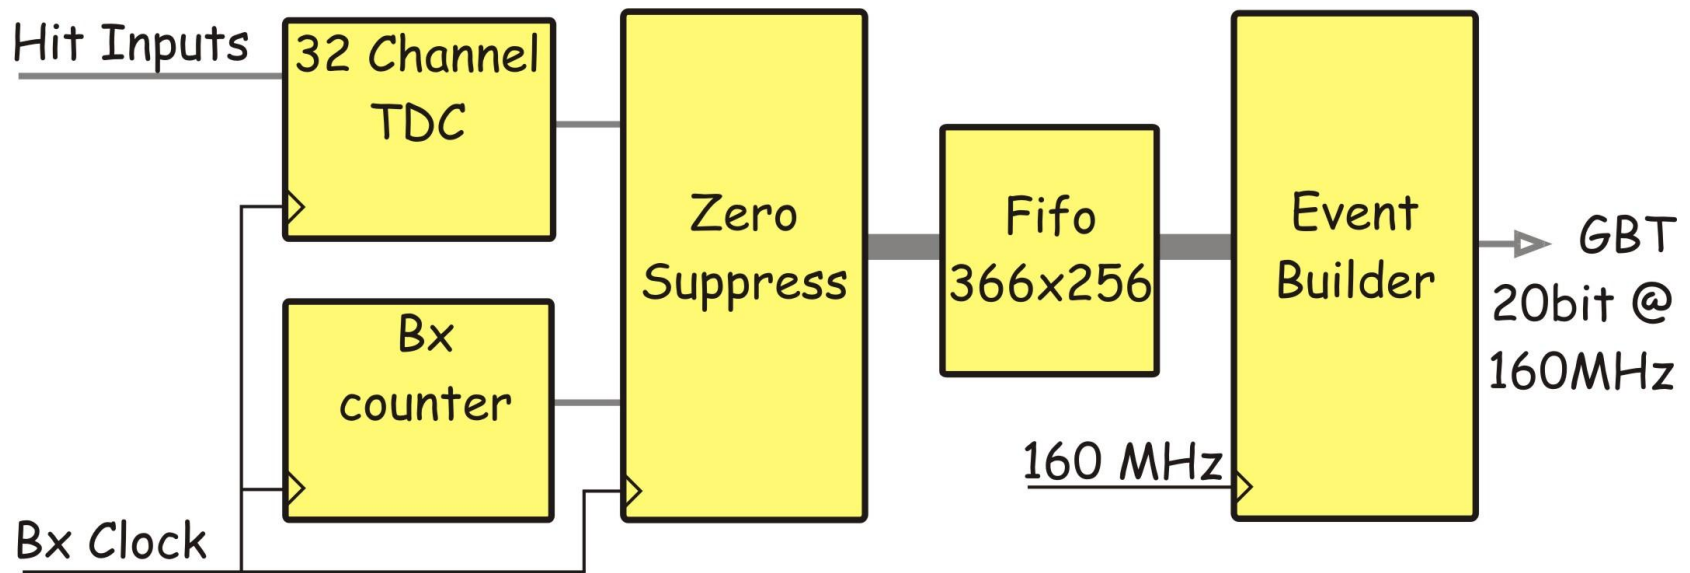 Hit Inputs
32 Channel
TDC
Bx
counter
Bx Clock
Zero
Suppress
Fifo
366x256
160 MHz
Event
Builder
GBT
20bit @
160MHz